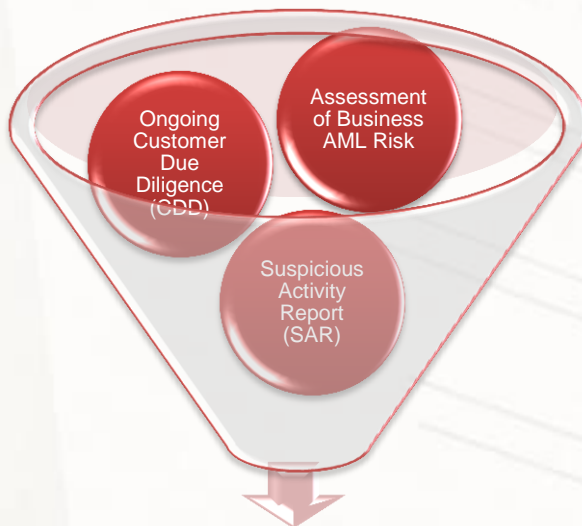 Ongoing
Customer
Due
Diligence
(CDD)
Assessment
of Business
AML Risk
Suspicious
Activity
Report
(SAR)